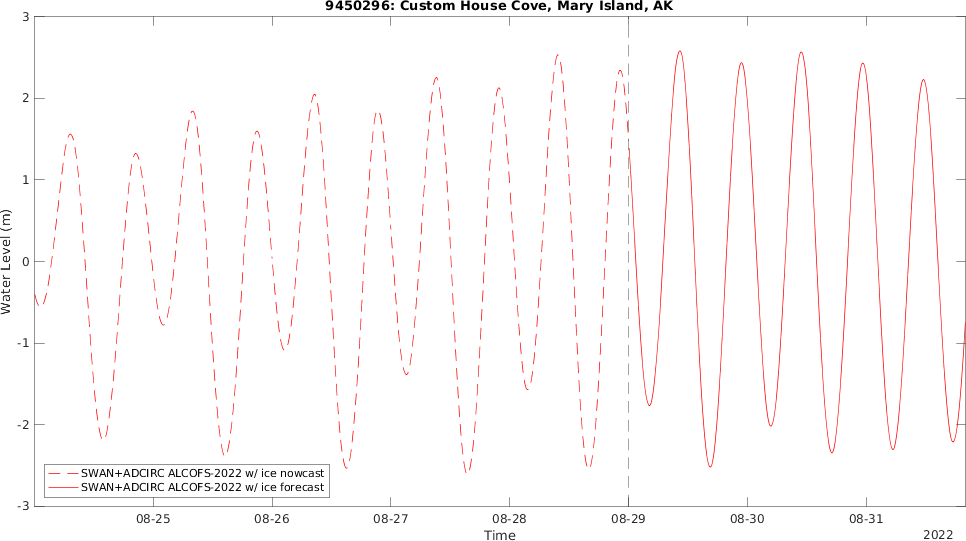 9450296: Custom House Cove, Mary Island, AK
3
2
1
0
-1
-2
-3
Water Level (m)
SWAN+ADCIRC ALCOFS-2022 w/ ice nowcast
SWAN+ADCIRC ALCOFS-2022 w/ ice forecast
08-25 08-26 08-27 08-28 08-29 08-30 08-31
Time
2022